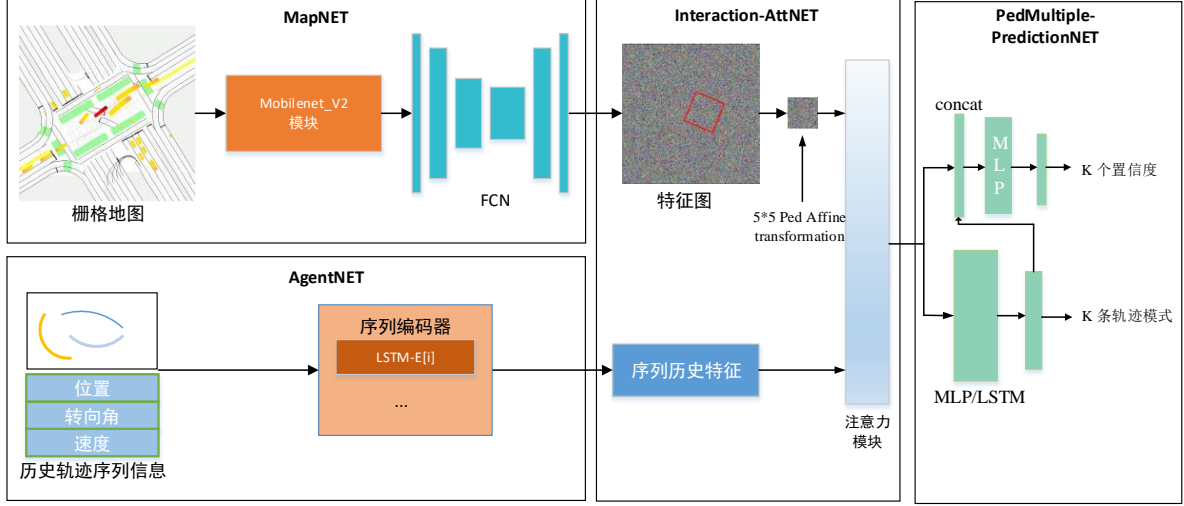 MapNET
Mobilenet_V2
模块
FCN
栅格地图
AgentNET
序列编码器
LSTM-E[i]
...
位置
转向角
速度
历史轨迹序列信息
Interaction-AttNET
特征图
5*5 Ped Affine
transformation
序列历史特征
注意力
模块
PedMultiple-
PredictionNET
concat
MLP
K 个置信度
K 条轨迹模式
MLP/LSTM